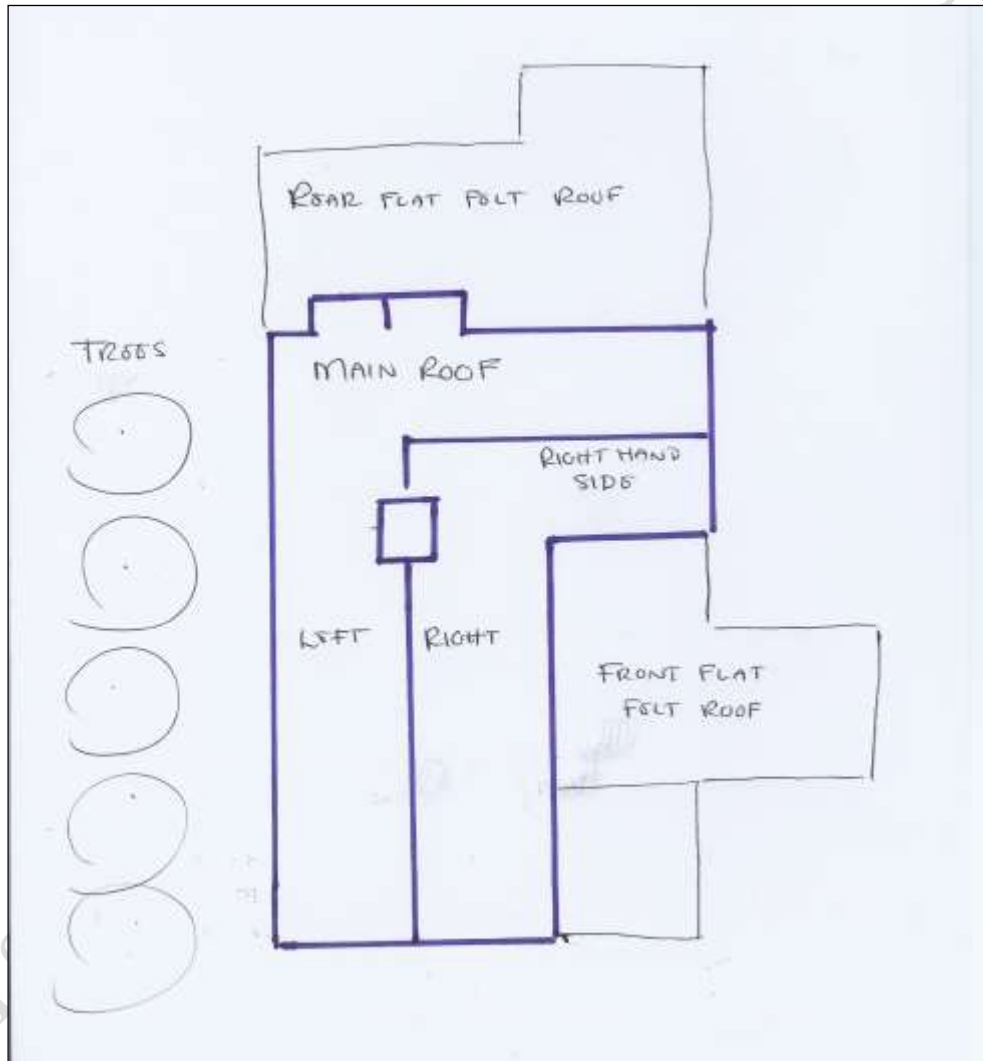 REAR FLAT FELT ROOF
TREES
MAIN ROOF
RIGHT HAND
SIDE
LEFT
RIGHT
FRONT FLAT
FELT ROOF